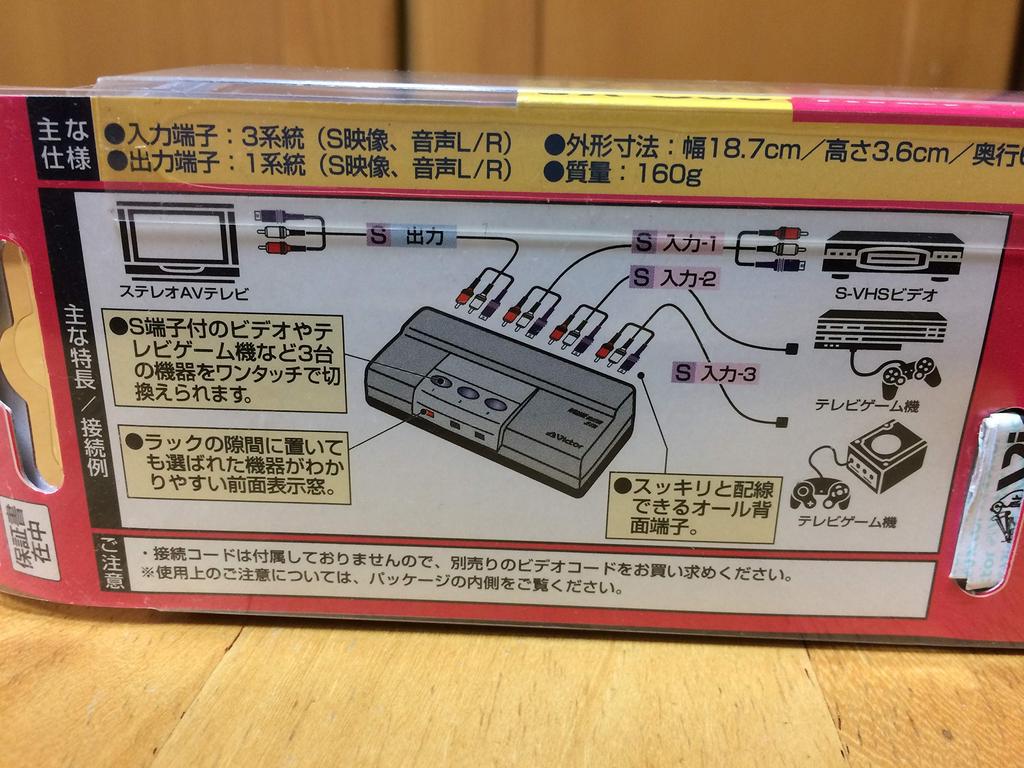 主な仕様
●入力端子：3系統（S映像、音声L/R）
●出力端子：1系統（S映像、音声L/R）
●外形寸法：幅18.7cm／高さ3.6cm／奥行
●質量：160g
主な特長／接続例
ステレオAVテレビ
S 出力
S 入力-1
S 入力-2
S 入力-3
S-VHSビデオ
テレビゲーム機
テレビゲーム機
●S端子付のビデオやテ
レビゲーム機など3台
の機器をワンタッチで切
換えられます。
●ラックの隙間に置いて
も選ばれた機器がわか
りやすい前面表示窓。
Victor
●スッキリと配線
できるオール背
面端子。
保証書
在中
ご注意
・接続コードは付属しておりませんので、別売りのビデオコードをお買い求めください。
※使用上のご注意については、パッケージの内側をご覧ください。